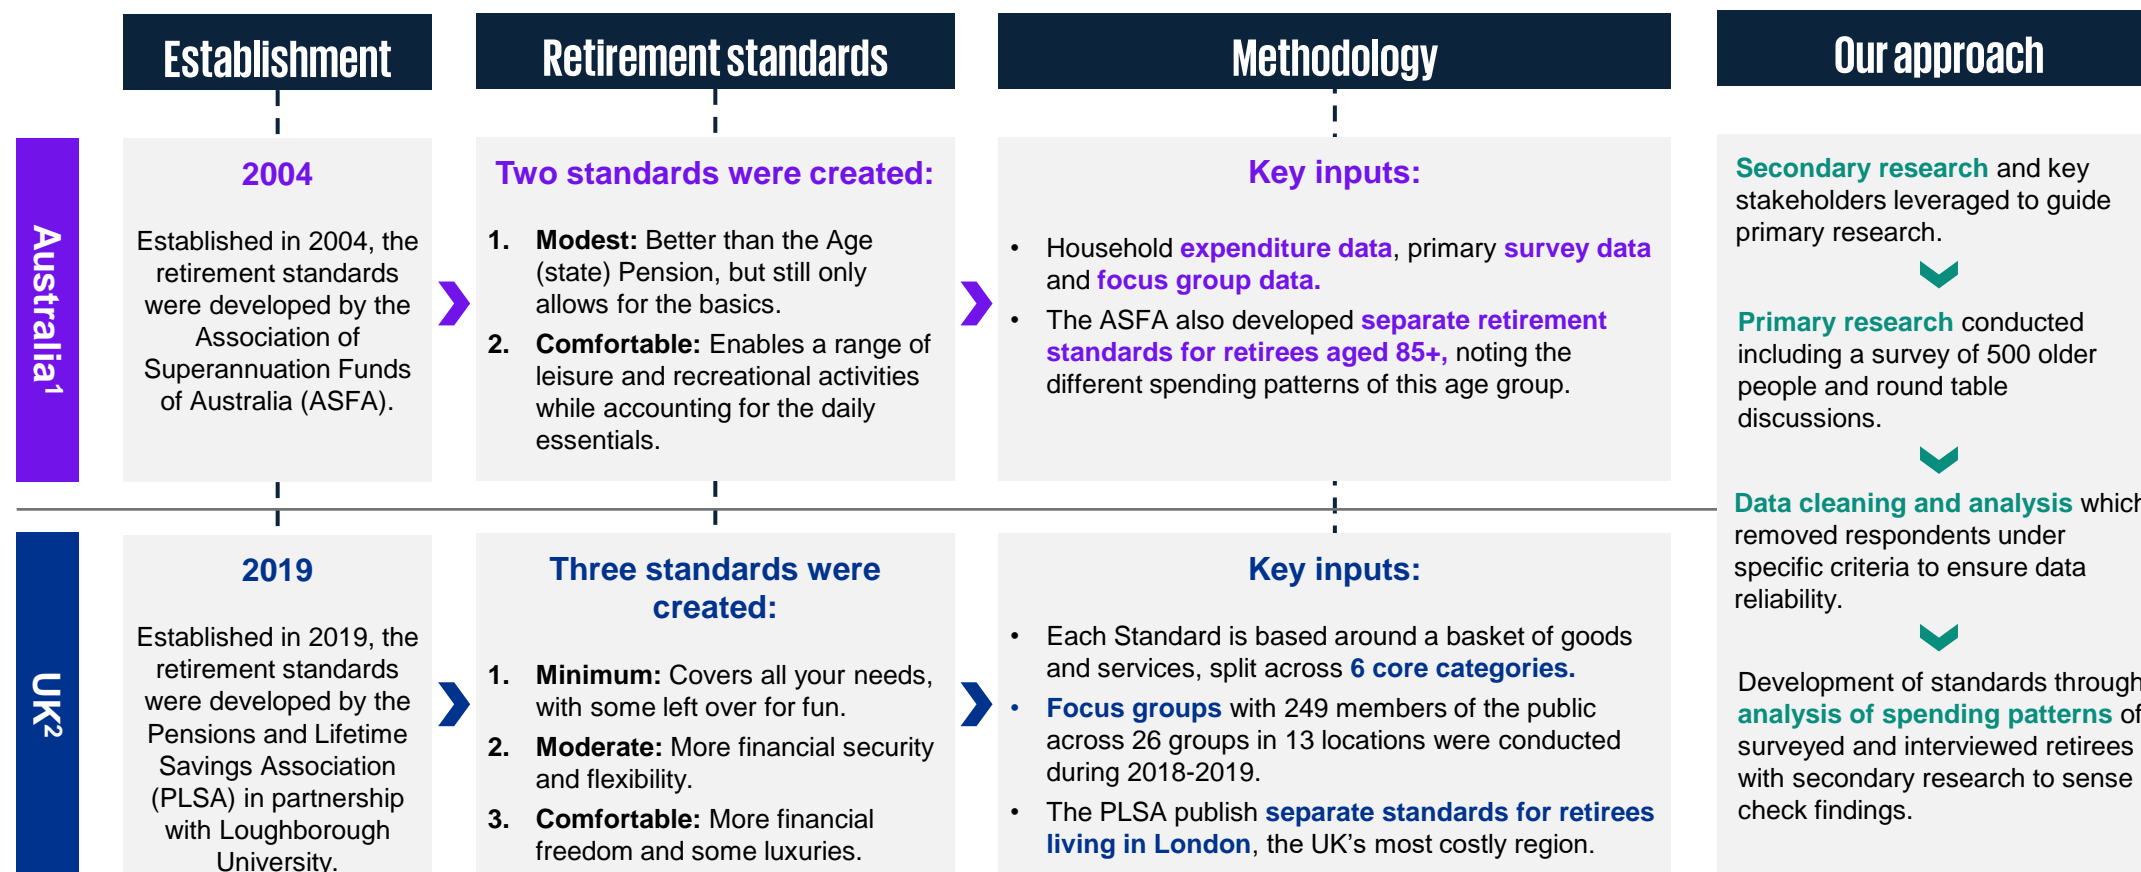 Establishment
Retirement standards
Methodology
Our approach
Australia1
2004
Established in 2004, the
retirement standards
were developed by the
Association of
Superannuation Funds
of Australia (ASFA).
Two standards were created:
1. Modest: Better than the Age
(state) Pension, but still only
allows for the basics.
2. Comfortable: Enables a range of
leisure and recreational activities
while accounting for the daily
essentials.
Key inputs:
• Household expenditure data, primary survey data
and focus group data.
• The ASFA also developed separate retirement
standards for retirees aged 85+, noting the
different spending patterns of this age group.
UK2
2019
Established in 2019, the
retirement standards
were developed by the
Pensions and Lifetime
Savings Association
(PLSA) in partnership
with Loughborough
University.
Three standards were
created:
1. Minimum: Covers all your needs,
with some left over for fun.
2. Moderate: More financial security
and flexibility.
3. Comfortable: More financial
freedom and some luxuries.
Key inputs:
• Each Standard is based around a basket of goods
and services, split across 6 core categories.
• Focus groups with 249 members of the public
across 26 groups in 13 locations were conducted
during 2018-2019.
• The PLSA publish separate standards for retirees
living in London, the UK's most costly region.
Secondary research and key
stakeholders leveraged to guide
primary research.
Primary research conducted
including a survey of 500 older
people and round table
discussions.
Data cleaning and analysis which
removed respondents under
specific criteria to ensure data
reliability.
Development of standards through
analysis of spending patterns of
surveyed and interviewed retirees
with secondary research to sense
check findings.